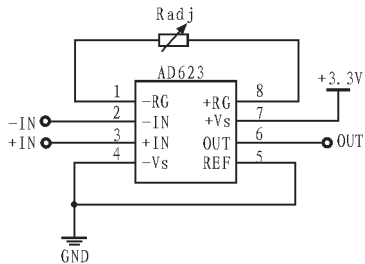 Radj
AD623
1 -RG +RG 8
+3.3V
-IN 2 -IN +Vs 7
+IN 3 +IN OUT 6 OUT
4 -Vs REF 5
GND